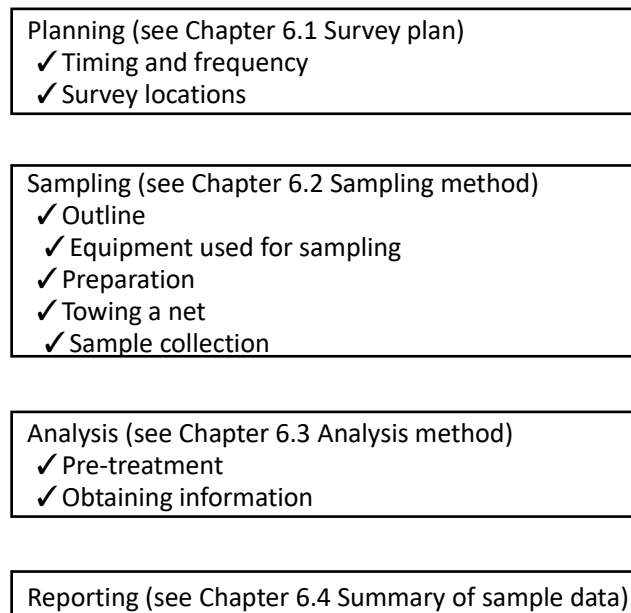 Planning (see Chapter 6.1 Survey plan)
✓Timing and frequency
✓Survey locations
Sampling (see Chapter 6.2 Sampling method)
✓Outline
✓Equipment used for sampling
✓Preparation
✓Towing a net
✓Sample collection
Analysis (see Chapter 6.3 Analysis method)
✓Pre-treatment
✓Obtaining information
Reporting (see Chapter 6.4 Summary of sample data)